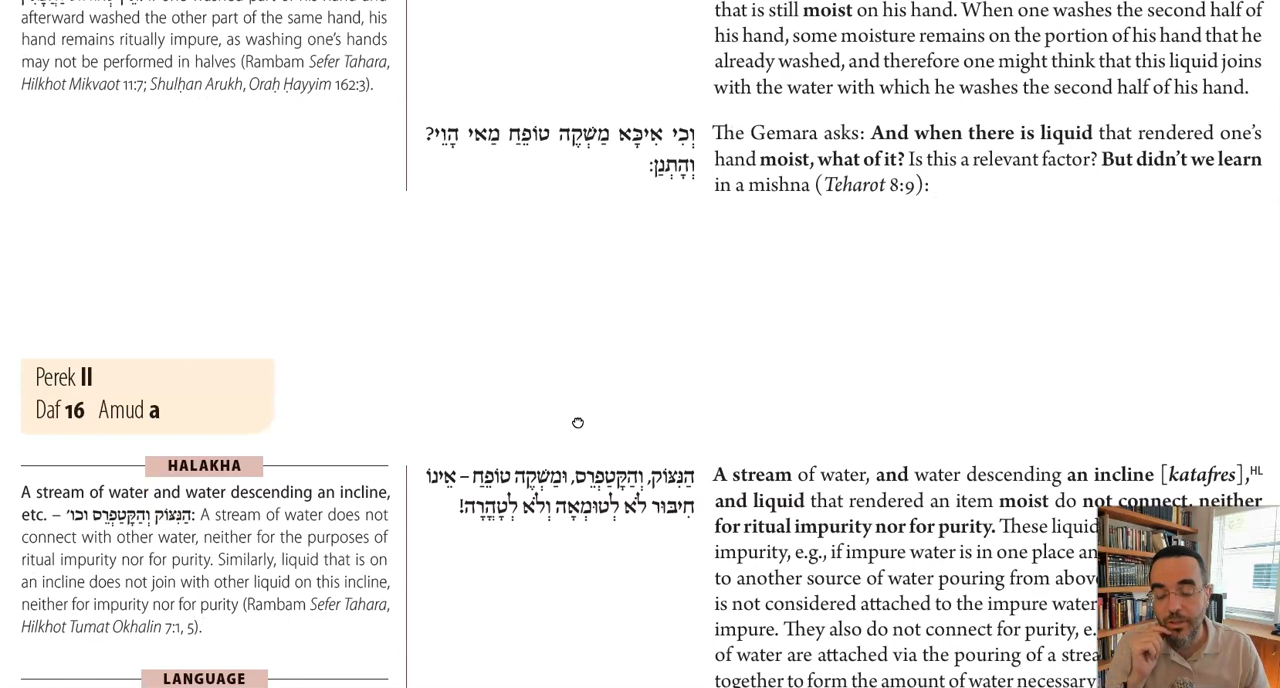 afterward washed the other part of the same hand, his
hand remains ritually impure, as washing one's hands
may not be performed in halves (Rambam Sefer Tahara,
Hilkhot Mikvaot 11:7; Shulḥan Arukh, Oraḥ Ḥayyim 162:3).
that is still moist on his hand. When one washes the second half of
his hand, some moisture remains on the portion of his hand that he
already washed, and therefore one might think that this liquid joins
with the water with which he washes the second half of his hand.
וְכִי אִיכָּא מַשְׁקֶה טוֹפֵחַ מַאי הָוֵי?
וְהָתְנַן:
The Gemara asks: And when there is liquid that rendered one's
hand moist, what of it? Is this a relevant factor? But didn't we learn
in a mishna (Teharot 8:9):
Perek II
Daf 16 Amud a
HALAKHA
A stream of water and water descending an incline,
etc. – הַנִּצּוֹק וְהַקָּטַפְרֵס וכו׳: A stream of water does not
connect with other water, neither for the purposes of
ritual impurity nor for purity. Similarly, liquid that is on
an incline does not join with other liquid on this incline,
neither for impurity nor for purity (Rambam Sefer Tahara,
Hilkhot Tumat Okhalin 7:1, 5).
LANGUAGE
הַנִּצּוֹק, וְהַקָּטַפְרֵס, וּמַשְׁקֶה טוֹפֵחַ – אֵינוֹ
חִיבּוּר לֹא לְטוּמְאָה וְלֹא לְטָהֳרָה!
A stream of water, and water descending an incline [katafres],HL
and liquid that rendered an item moist do not connect, neither
for ritual impurity nor for purity. These liquid
impurity, e.g., if impure water is in one place an
to another source of water pouring from above
is not considered attached to the impure water
impure. They also do not connect for purity, e.
of water are attached via the pouring of a strea
together to form the amount of water necessary